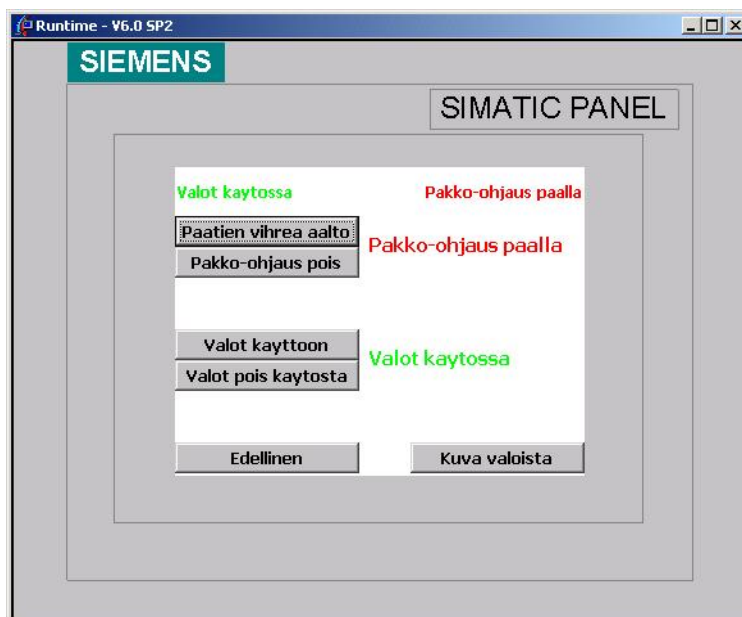 Runtime - V6.0 SP2
SIEMENS
SIMATIC PANEL
Valot kaytossa
Pakko-ohjaus paalla
Paatien vihrea aalto
Pakko-ohjaus paalla
Pakko-ohjaus pois
Valot kayttoon
Valot kaytossa
Valot pois kaytosta
Edellinen
Kuva valoista